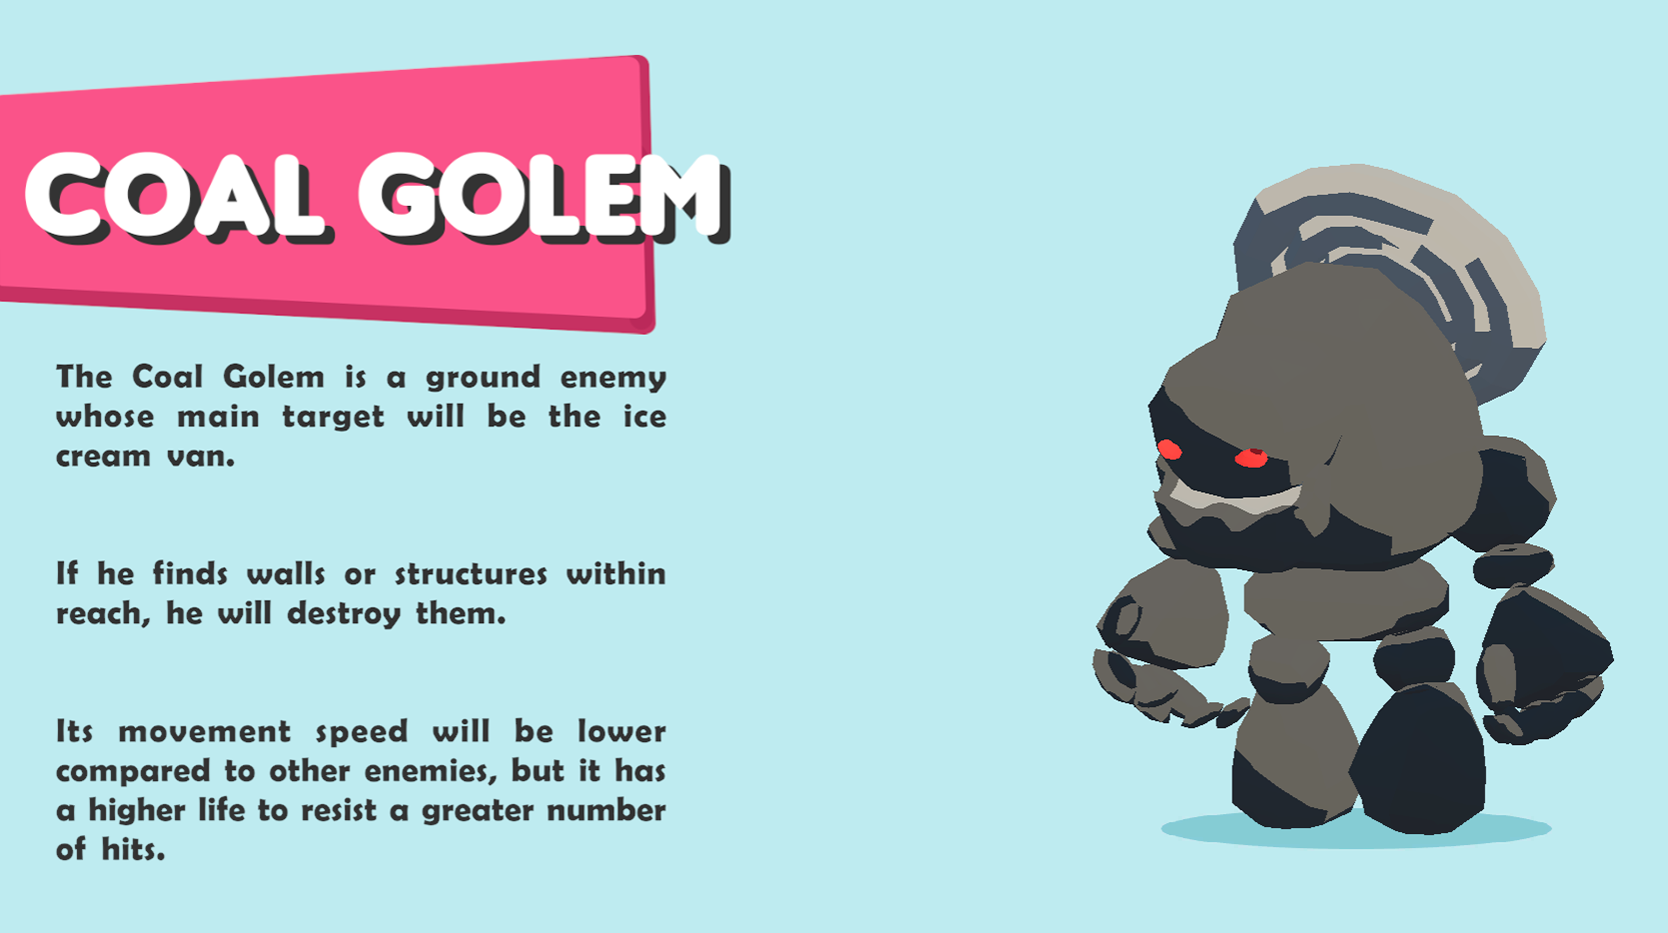 COAL GOLEM
The Coal Golem is a ground enemy
whose main target will be the ice
cream van.
If he finds walls or structures within
reach, he will destroy them.
Its movement speed will be lower
compared to other enemies, but it has
a higher life to resist a greater number
of hits.